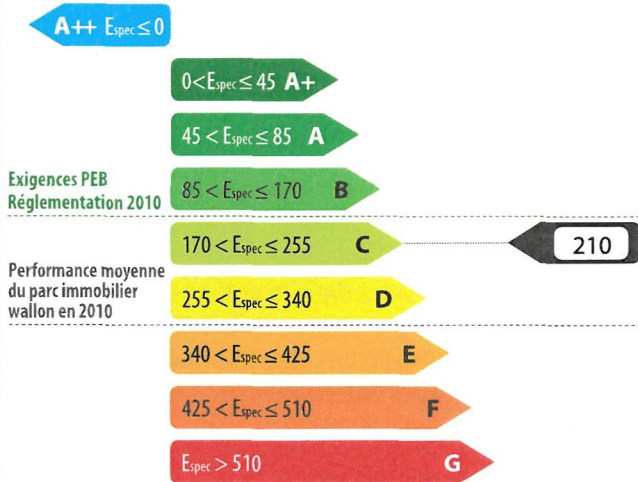 A++ Espec ≤ 0
0 < Espec ≤ 45 A+
45 < Espec ≤ 85 A
Exigences PEB
Réglementation 2010
85 < Espec ≤ 170 B
170 < Espec ≤ 255 C
210
Performance moyenne
du parc immobilier
wallon en 2010
255 < Espec ≤ 340 D
340 < Espec ≤ 425 E
425 < Espec ≤ 510 F
Espec > 510 G